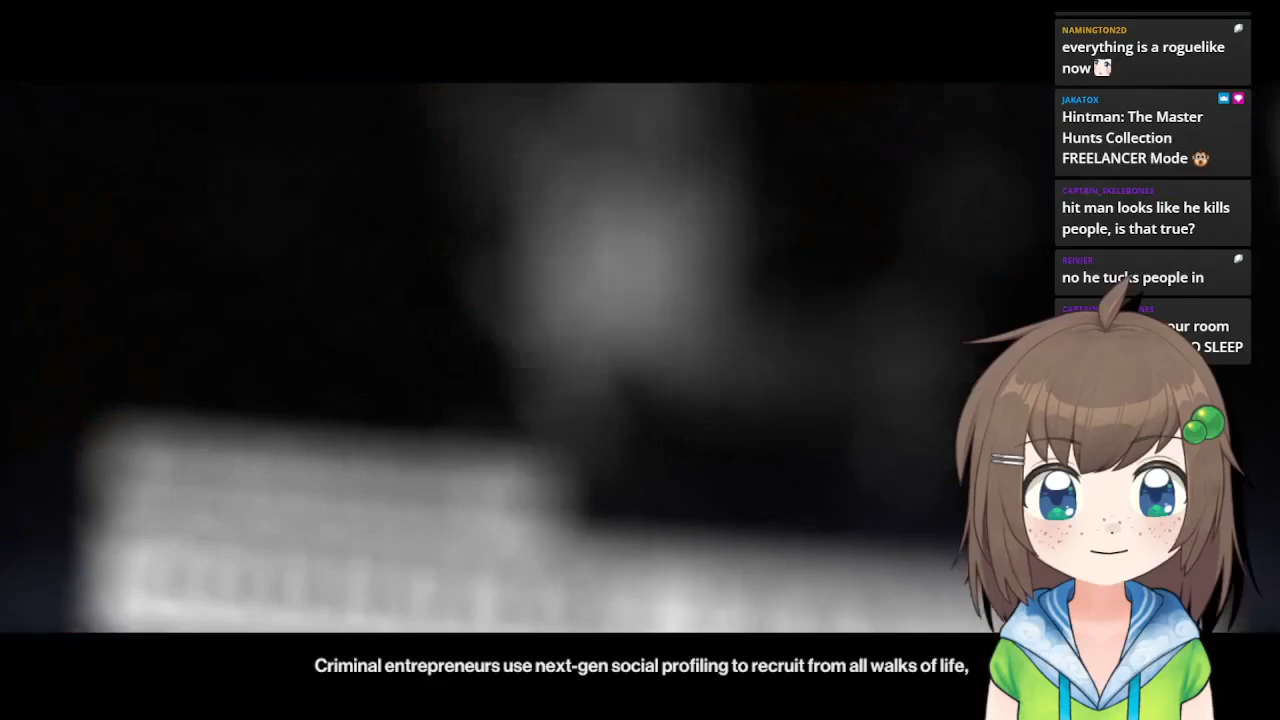 NAMINGTON2D
everything is a roguelike
now
JAKATOX
Hintman: The Master
Hunts Collection
FREELANCER Mode
CAPT8IN_SKELEBONES
hit man looks like he kills
people, is that true?
REIVIER
no he tucks people in
our room
O SLEEP
Criminal entrepreneurs use next-gen social profiling to recruit from all walks of life,